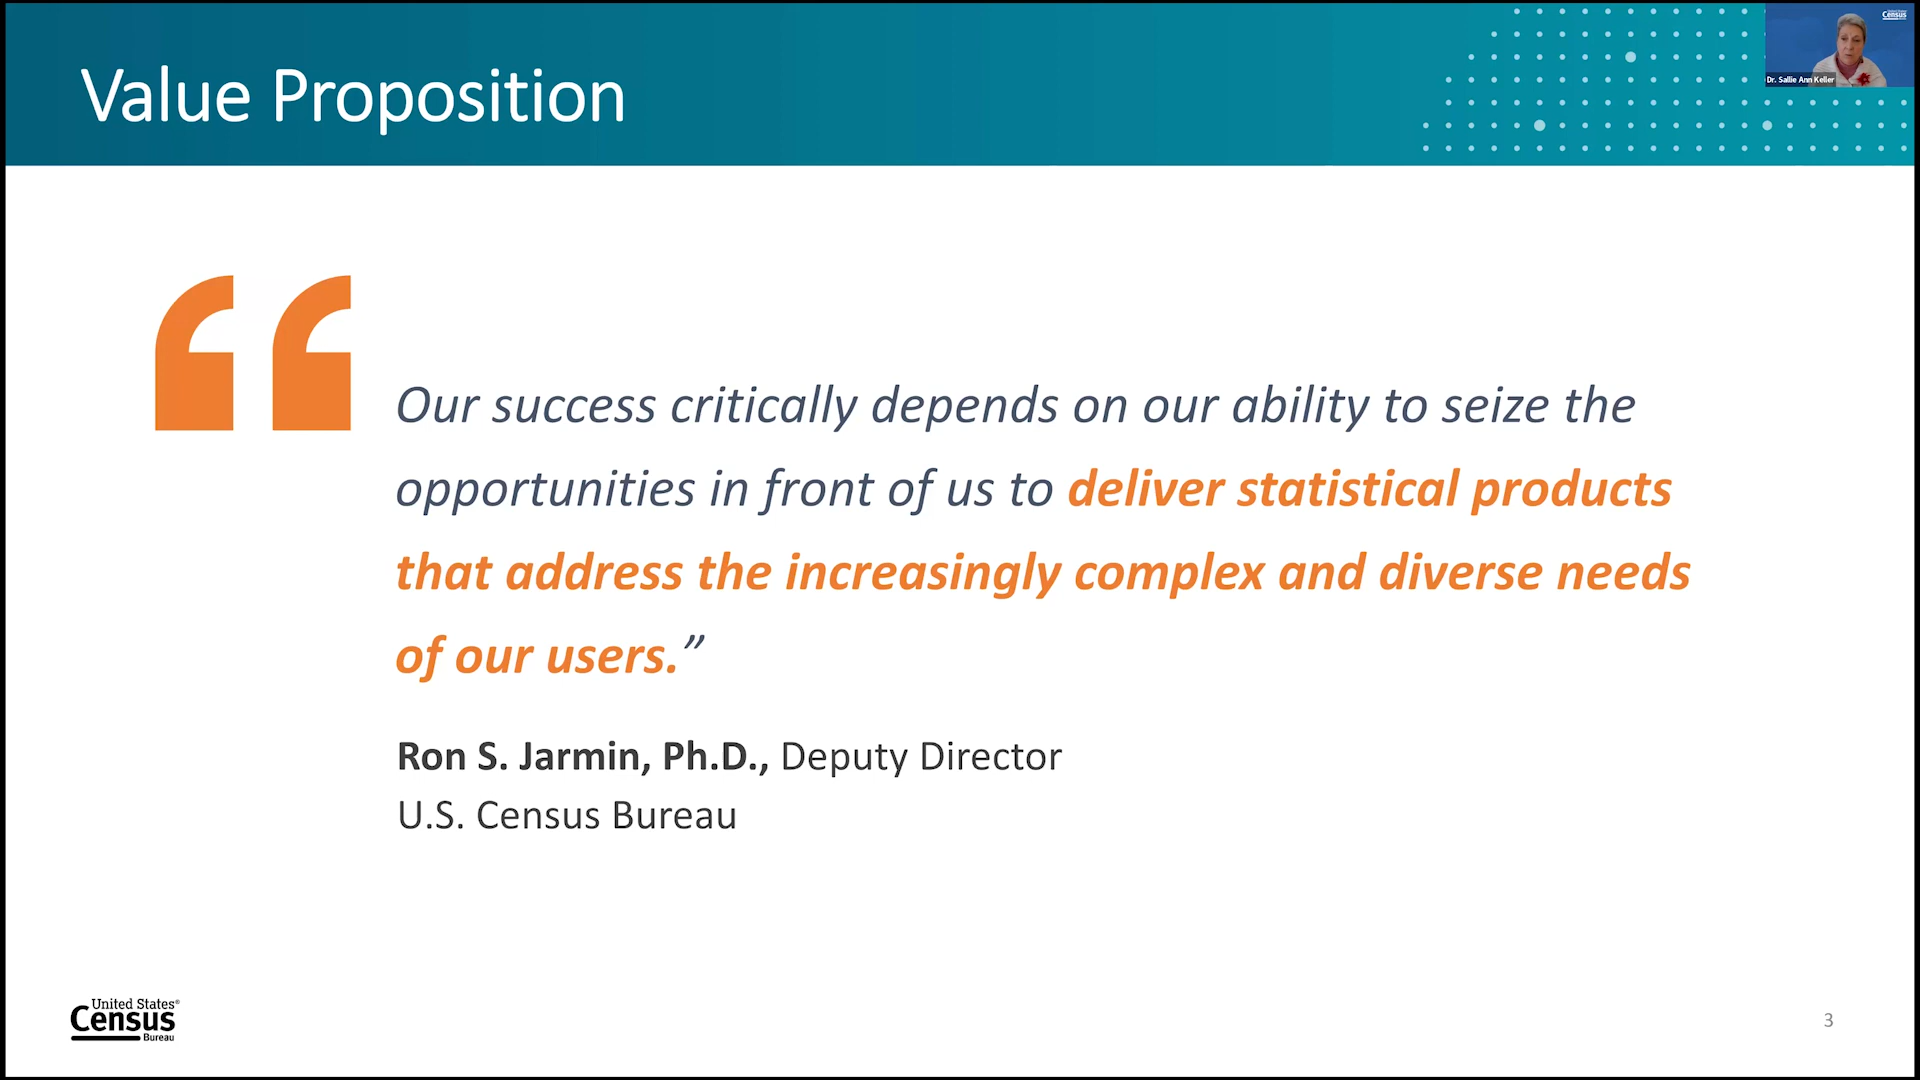 Value Proposition
Census
Dr. Sallie Ann Keller
“
Our success critically depends on our ability to seize the
opportunities in front of us to deliver statistical products
that address the increasingly complex and diverse needs
of our users.”
Ron S. Jarmin, Ph.D., Deputy Director
U.S. Census Bureau
United States®
Census
Bureau
3